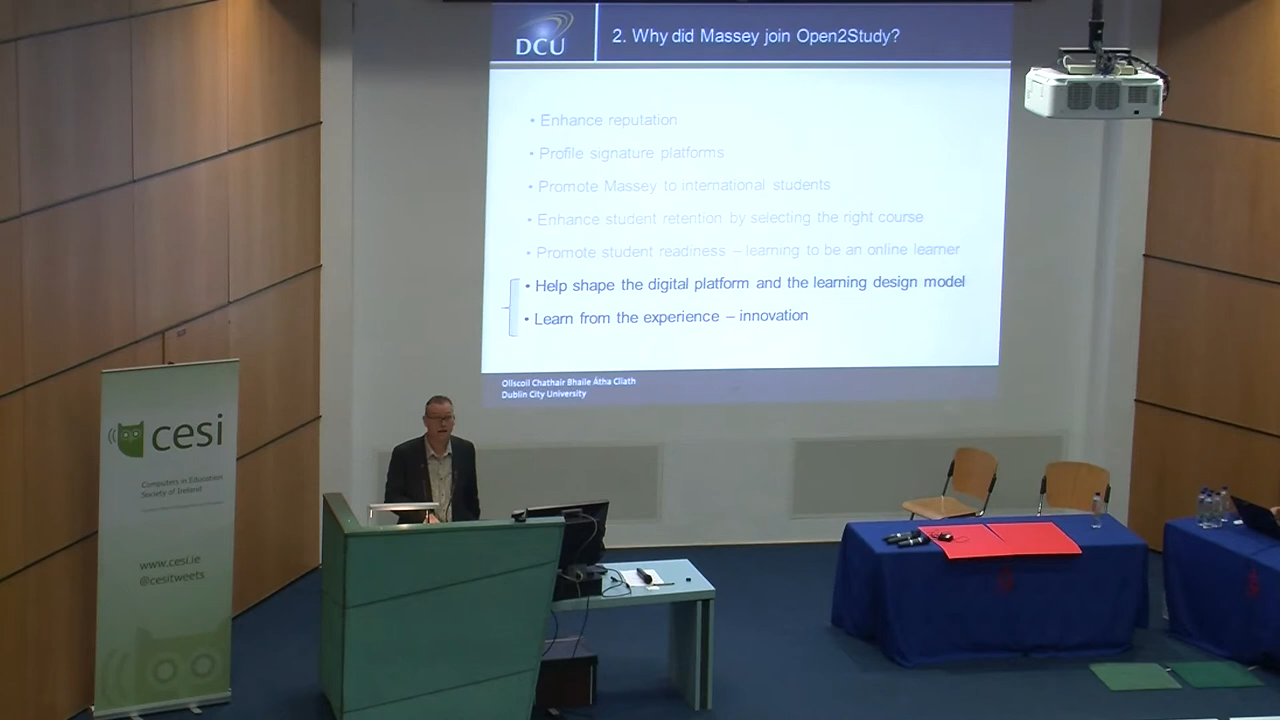 DCU
2. Why did Massey join Open2Study?
• Enhance reputation
• Profile signature platforms
• Promote Massey to international students
• Enhance student retention by selecting the right course
• Promote student readiness – learning to be an online learner
• Help shape the digital platform and the learning design model
• Learn from the experience – innovation
Ollscoil Chathair Bhaile Átha Cliath
Dublin City University
cesi
Computers in Education
Society of Ireland
www.cesi.ie
@cesitweets